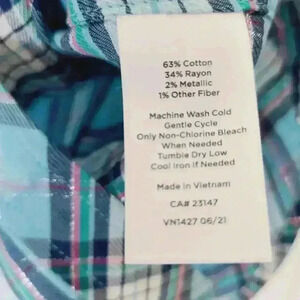 63% Cotton
34% Rayon
2% Metallic
1% Other Fiber
Machine Wash Cold
Gentle Cycle
Only Non-Chlorine Bleach
When Needed
Tumble Dry Low
Cool Iron if Needed
Made in Vietnam
CA# 23147
VN1427 06/21